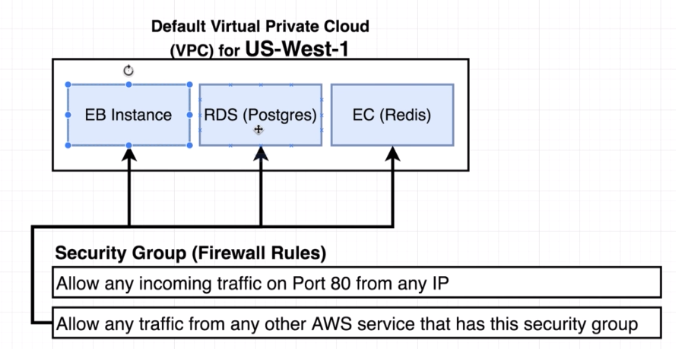 Default Virtual Private Cloud
(VPC) for US-West-1
EB Instance
RDS (Postgres)
EC (Redis)
Security Group (Firewall Rules)
Allow any incoming traffic on Port 80 from any IP
Allow any traffic from any other AWS service that has this security group